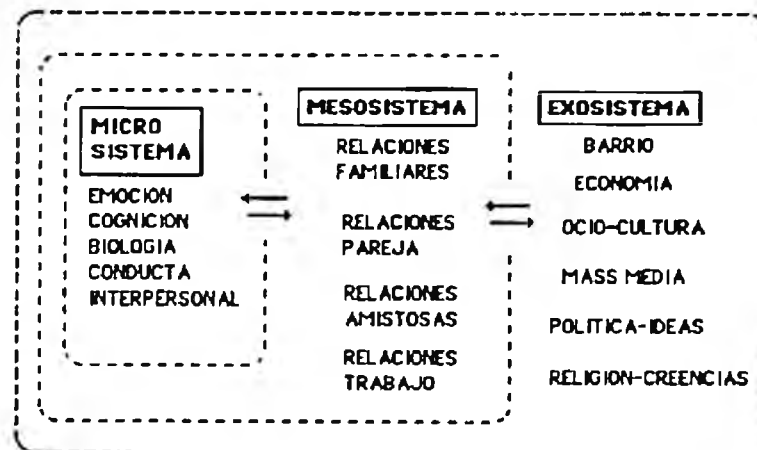 MICRO
SISTEMA
EMOCION
COGNICION
BIOLOGIA
CONDUCTA
INTERPERSONAL
MESOSISTEMA
RELACIONES
FAMILIARES
RELACIONES
PAREJA
RELACIONES
AMISTOSAS
RELACIONES
TRABAJO
EXOSISTEMA
BARRIO
ECONOMIA
OCIO-CULTURA
MASS MEDIA
POLITICA-IDEAS
RELIGION-CREENCIAS